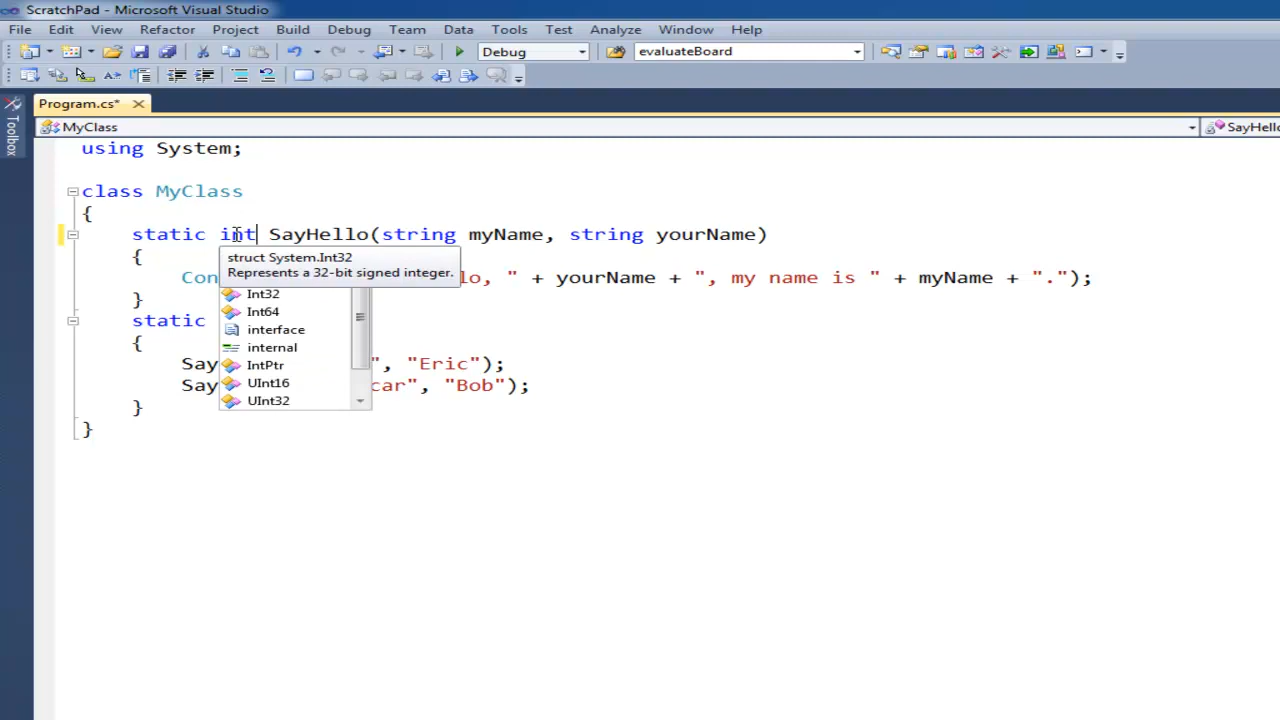 ScratchPad - Microsoft Visual Studio
File Edit View Refactor Project Build Debug Team Data Tools Test Analyze Window Help
Debug evaluateBoard
Program.cs*
Toolbox
MyClass SayHello
using System;
class MyClass
{
static int SayHello(string myName, string yourName)
{
struct System.Int32
Represents a 32-bit signed integer.
Con lo, " + yourName + ", my name is " + myName + ".");
Int32
}
Int64
static
interface
{
internal
Say ", "Eric");
IntPtr
Say car", "Bob");
UInt16
UInt32
}
}